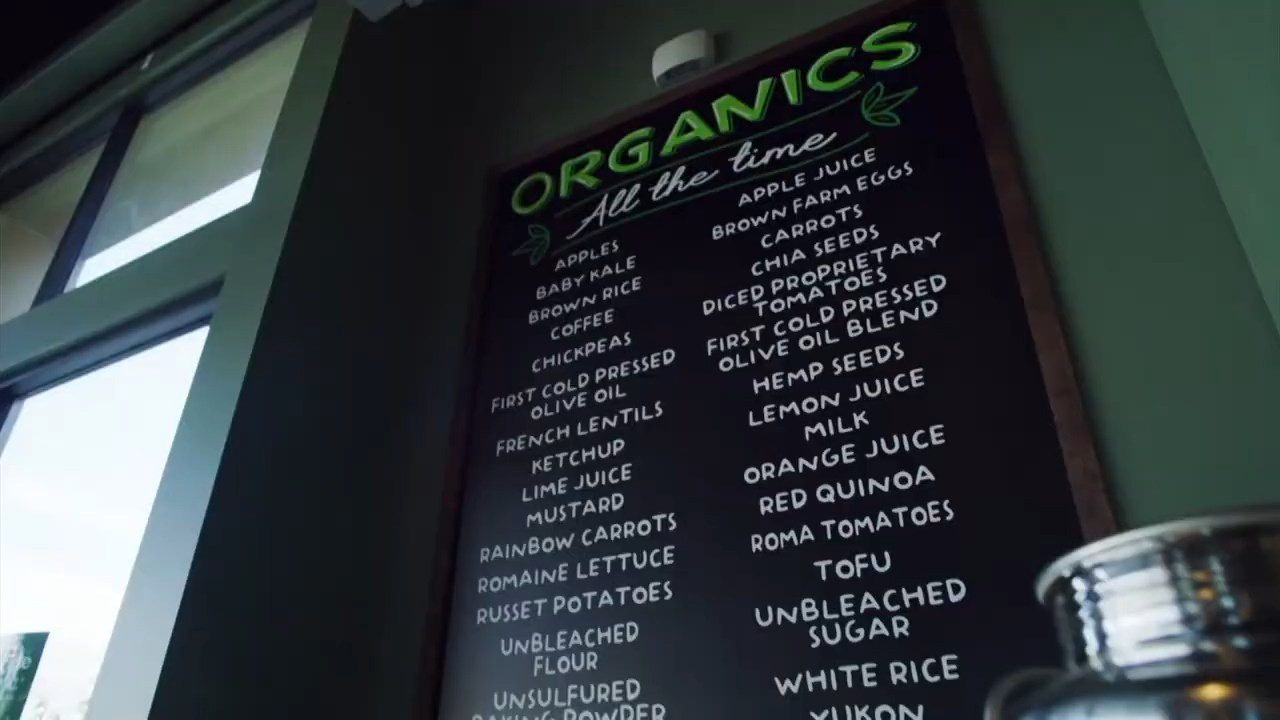 ORGANICS
All the time
APPLES
BABY KALE
BROWN RICE
COFFEE
CHICKPEAS
FIRST COLD PRESSED
OLIVE OIL
FRENCH LENTILS
KETCHUP
LIME JUICE
MUSTARD
RAINBOW CARROTS
ROMAINE LETTUCE
RUSSET POTATOES
UNBLEACHED
FLOUR
UNSULFURED
BAKING POWDER
APPLE JUICE
BROWN FARM EGGS
CARROTS
CHIA SEEDS
DICED PROPRIETARY
TOMATOES
FIRST COLD PRESSED
OLIVE OIL BLEND
HEMP SEEDS
LEMON JUICE
MILK
ORANGE JUICE
RED QUINOA
ROMA TOMATOES
TOFU
UNBLEACHED
SUGAR
WHITE RICE
YUKON